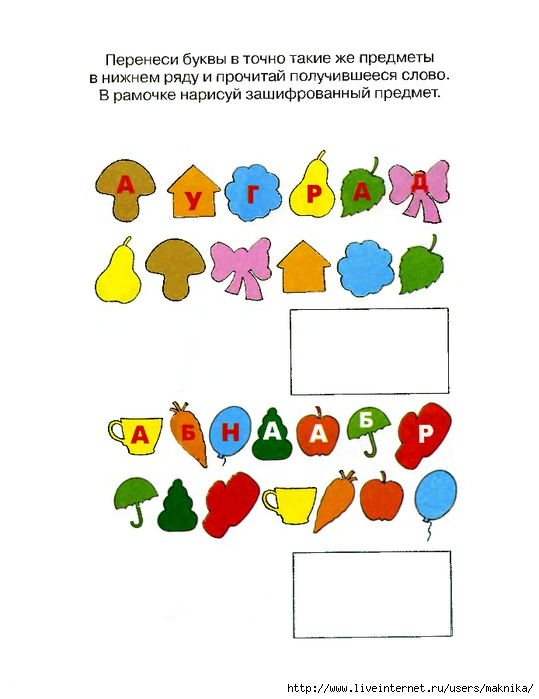 Перенеси буквы в точно такие же предметы
в нижнем ряду и прочитай получившееся слово.
В рамочке нарисуй зашифрованный предмет.
А У Г Р А Д
А Б Н А А Б Р
http://www.liveinternet.ru/users/maknika/